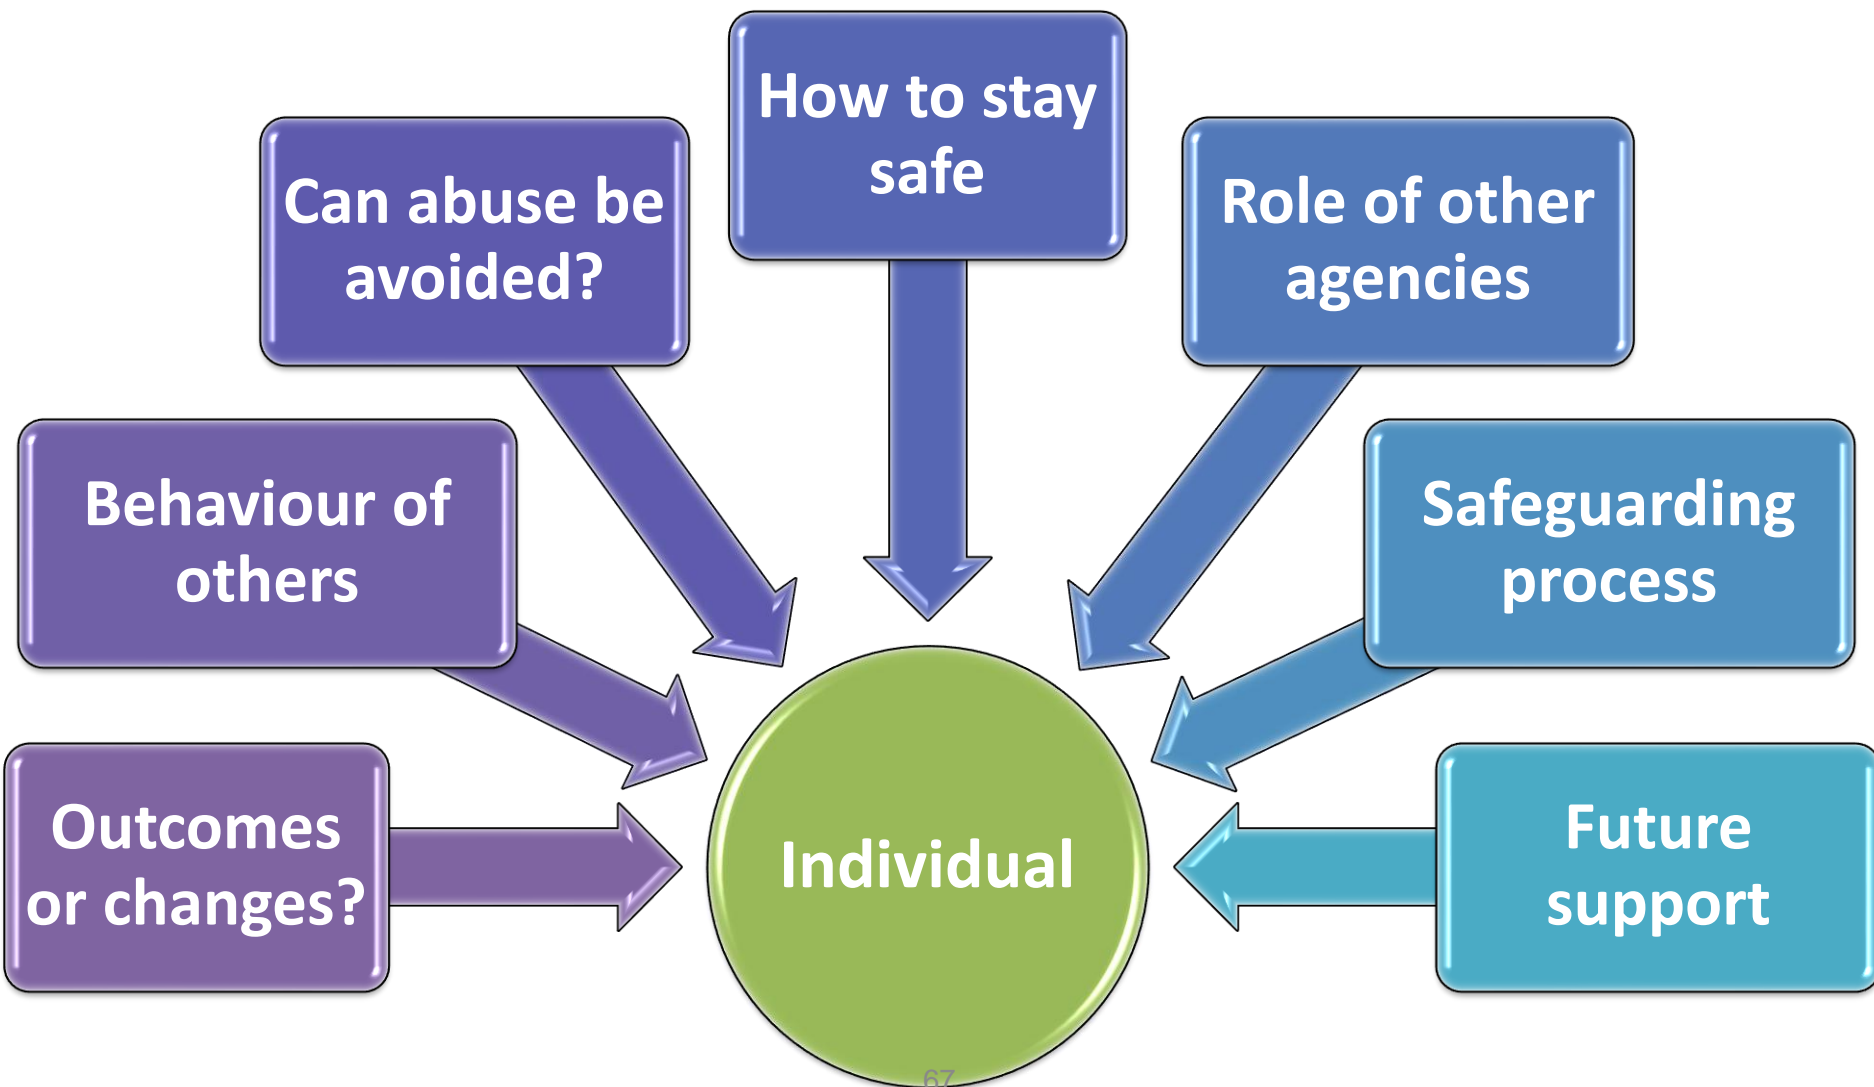 How to stay
safe
Can abuse be
avoided?
Role of other
agencies
Behaviour of
others
Safeguarding
process
Outcomes
or changes?
Individual
Future
support
67